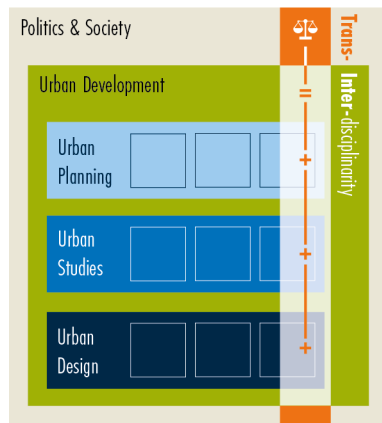 Politics & Society
Trans-
Inter-disciplinarity
Urban Development
=
Urban
Planning
+
Urban
Studies
+
Urban
Design
+